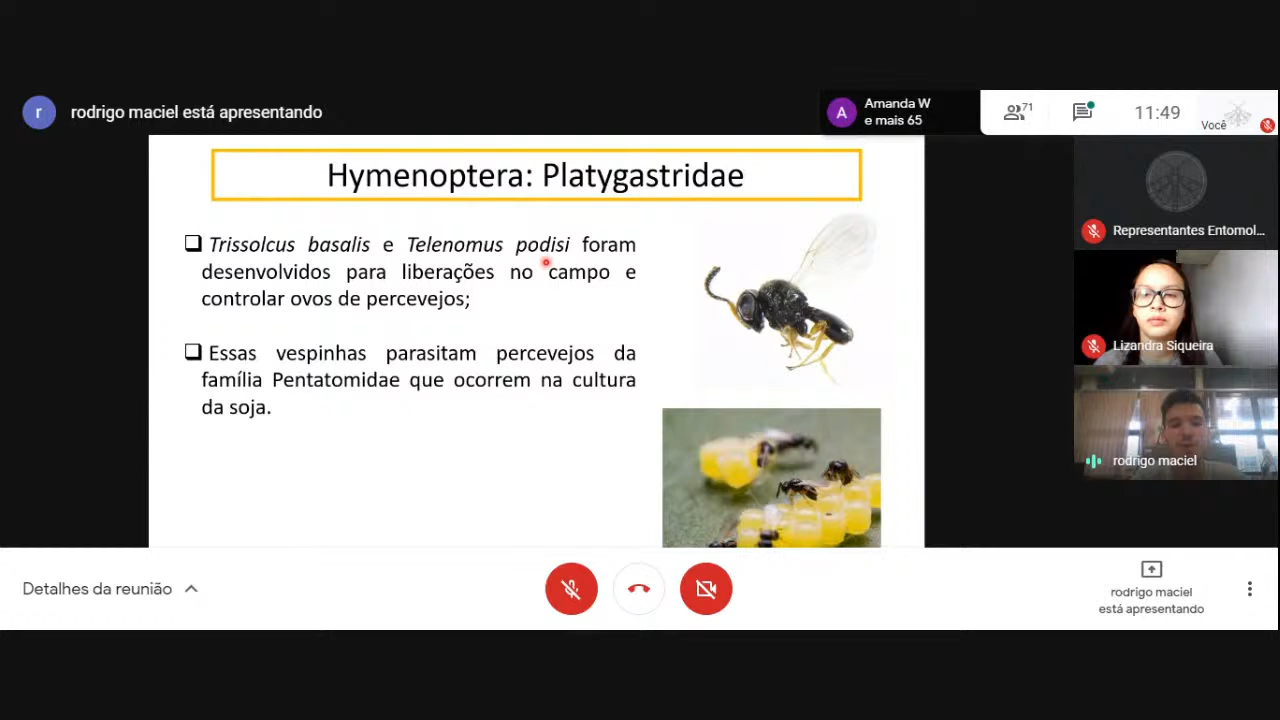 r
rodrigo maciel está apresentando
A
Amanda W
e mais 65
71
11:49
Você
Hymenoptera: Platygastridae
Trissolcus basalis e Telenomus podisi foram
desenvolvidos para liberações no campo e
controlar ovos de percevejos;
Essas vespinhas parasitam percevejos da
família Pentatomidae que ocorrem na cultura
da soja.
Representantes Entomol...
Lizandra Siqueira
rodrigo maciel
Detalhes da reunião
rodrigo maciel
está apresentando